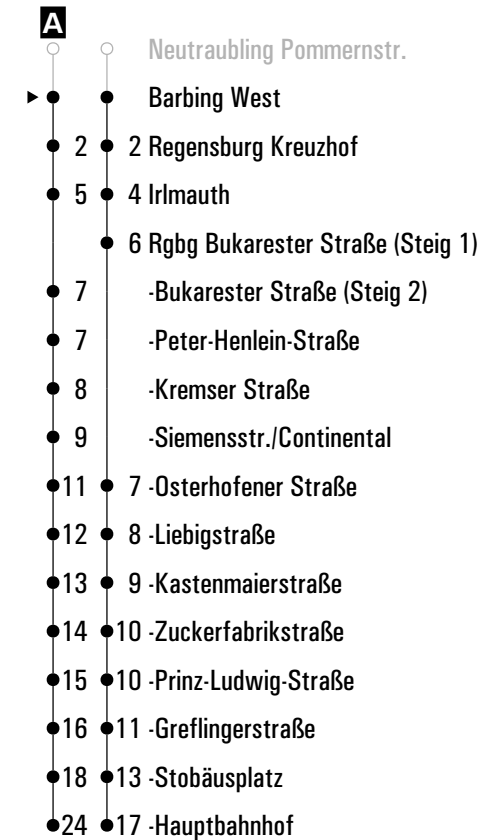 A
Neutraubling Pommernstr.
Barbing West
2 2 Regensburg Kreuzhof
5 4 Irlmauth
6 Rgbg Bukarester Straße (Steig 1)
7 -Bukarester Straße (Steig 2)
7 -Peter-Henlein-Straße
8 -Kremser Straße
9 -Siemensstr./Continental
11 7 -Osterhofener Straße
12 8 -Liebigstraße
13 9 -Kastenmaierstraße
14 10 -Zuckerfabrikstraße
15 10 -Prinz-Ludwig-Straße
16 11 -Greflingerstraße
18 13 -Stobäusplatz
24 17 -Hauptbahnhof